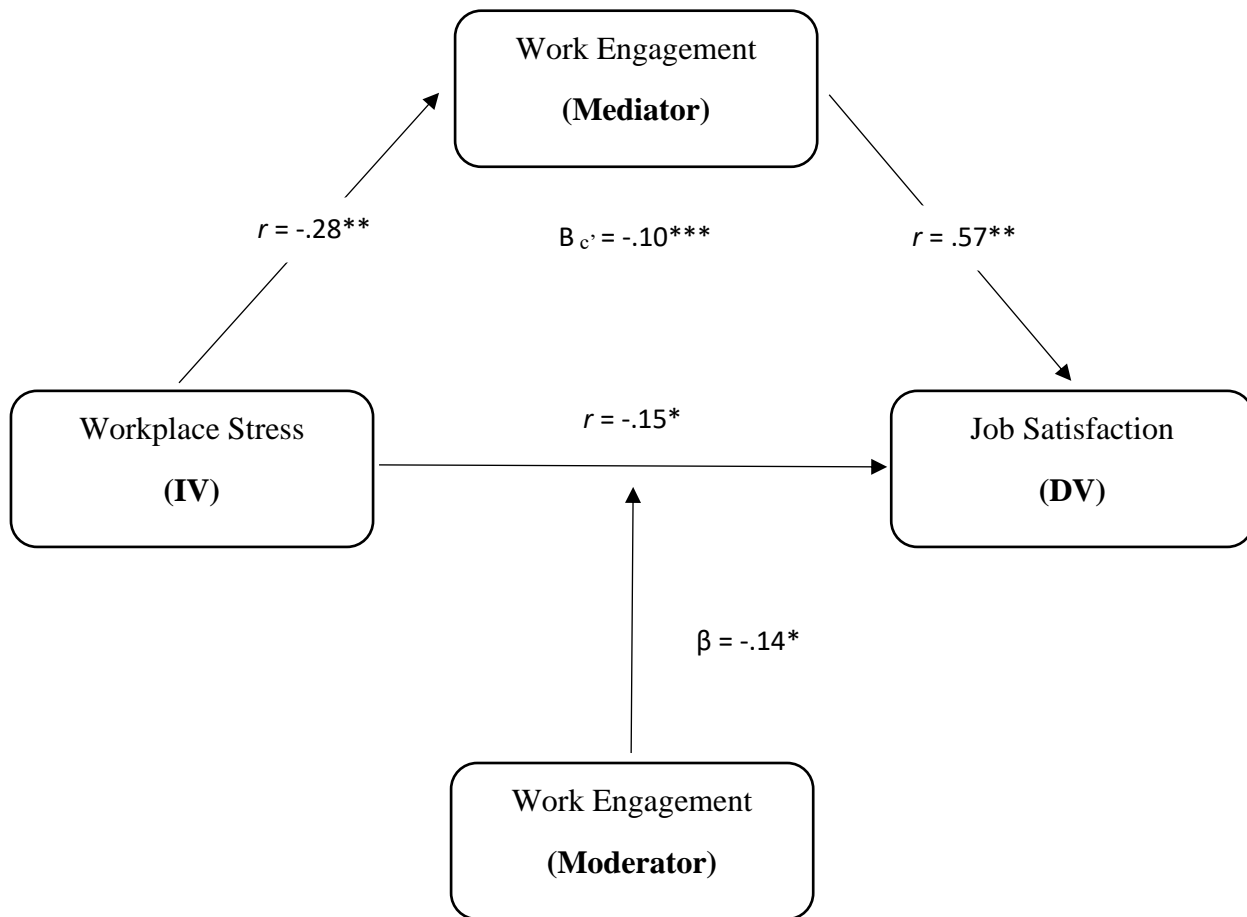 Work Engagement
(Mediator)
r = -.28**
B c’ = -.10***
r = .57**
Workplace Stress
(IV)
r = -.15*
Job Satisfaction
(DV)
β = -.14*
Work Engagement
(Moderator)